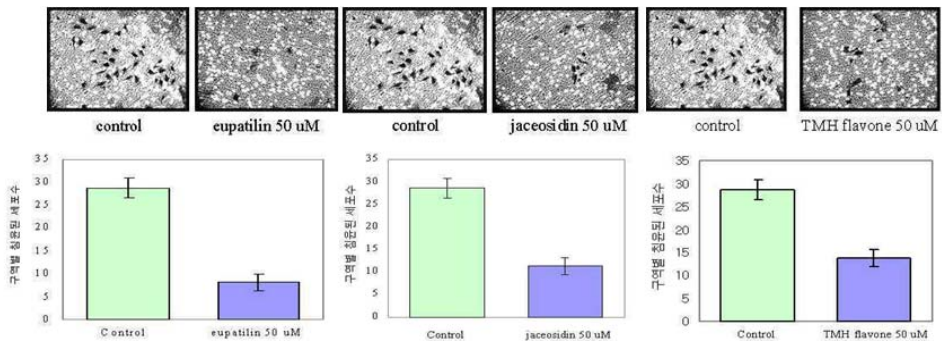 control
eupatilin 50 uM
control
jaceosidin 50 uM
control
TMH flavone 50 uM
구역별 침윤된 세포수
35
30
25
20
15
10
5
0
Control
eupatilin 50 uM
구역별 침윤된 세포수
35
30
25
20
15
10
5
0
Control
jaceosidin 50 uM
구역별 침윤된 세포수
35
30
25
20
15
10
5
0
Control
TMH flavone 50 uM